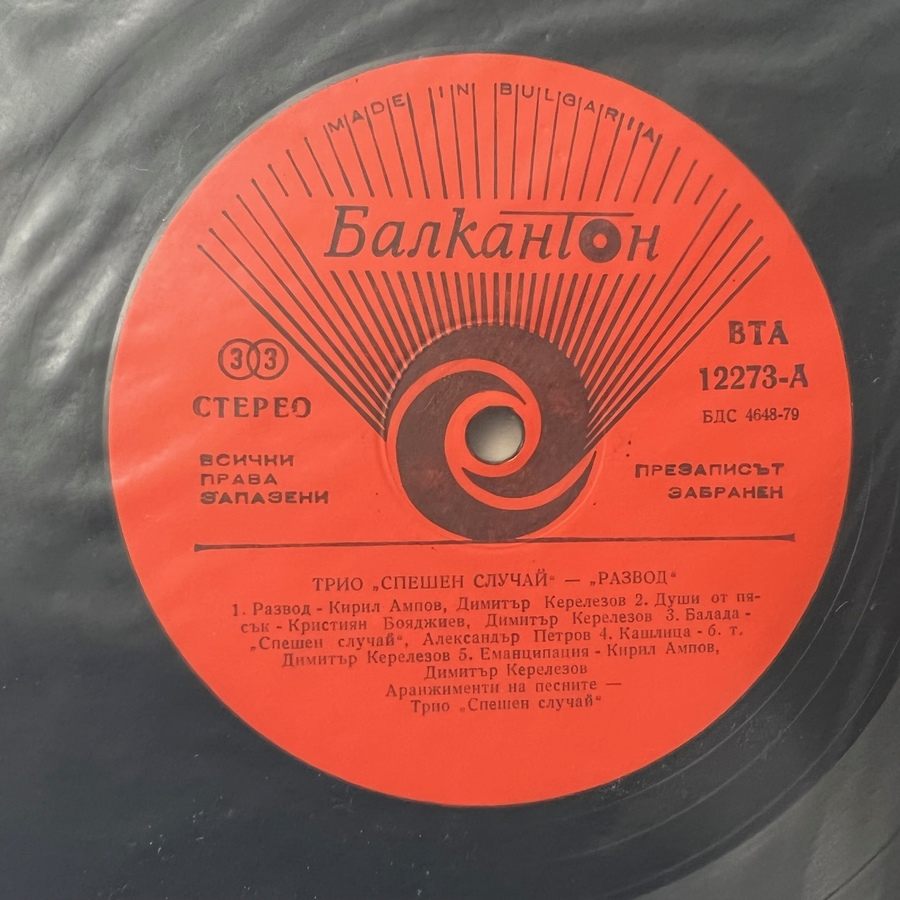 MADE IN BULGARIA
Балкантон
33
СТЕРЕО
ВТА
12273-А
БДС 4648-79
ВСИЧКИ
ПРАВА
ЗАПАЗЕНИ
ПРЕЗАПИСЪТ
ЗАБРАНЕН
ТРИО „СПЕШЕН СЛУЧАЙ“ — „РАЗВОД“
1. Развод - Кирил Ампов, Димитър Керелезов 2. Души от пя-
сък - Кристиян Бояджиев, Димитър Керелезов 3. Балада -
„Спешен случай“, Александър Петров 4. Кашлица - б. т.
Димитър Керелезов 5. Еманципация - Кирил Ампов,
Димитър Керелезов
Аранжименти на песните —
Трио „Спешен случай“